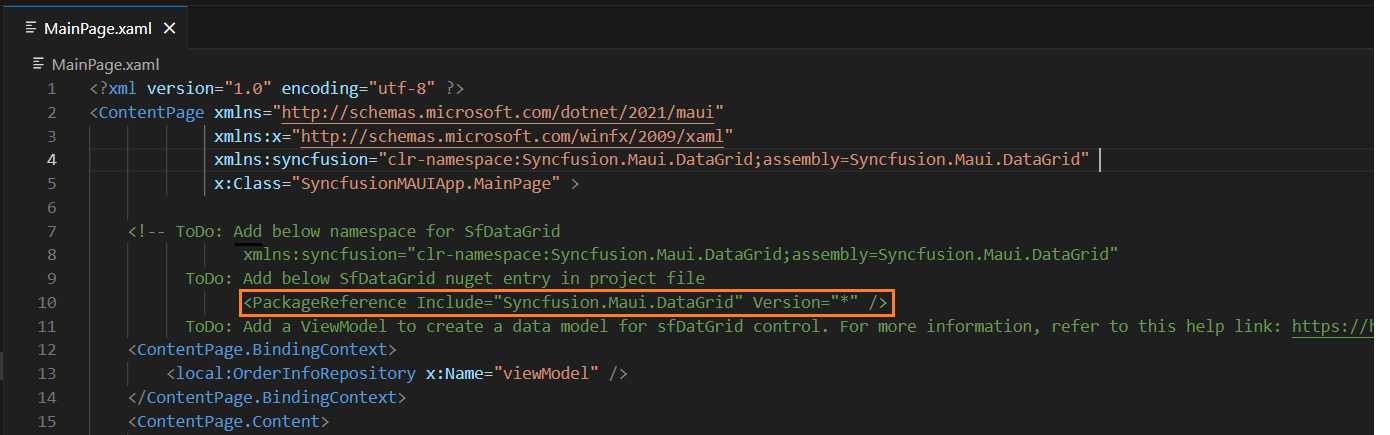 MainPage.xaml
MainPage.xaml
1 <?xml version="1.0" encoding="utf-8" ?>
2 <ContentPage xmlns="http://schemas.microsoft.com/dotnet/2021/maui"
3 xmlns:x="http://schemas.microsoft.com/winfx/2009/xaml"
4 xmlns:syncfusion="clr-namespace:Syncfusion.Maui.DataGrid;assembly=Syncfusion.Maui.DataGrid"
5 x:Class="SyncfusionMAUIApp.MainPage" >
6
7 <!-- ToDo: Add below namespace for SfDataGrid
8 xmlns:syncfusion="clr-namespace:Syncfusion.Maui.DataGrid;assembly=Syncfusion.Maui.DataGrid"
9 ToDo: Add below SfDataGrid nuget entry in project file
10 <PackageReference Include="Syncfusion.Maui.DataGrid" Version="*" />
11 ToDo: Add a ViewModel to create a data model for sfDatGrid control. For more information, refer to this help link: https://h
12 <ContentPage.BindingContext>
13 <local:OrderInfoRepository x:Name="viewModel" />
14 </ContentPage.BindingContext>
15 <ContentPage.Content>